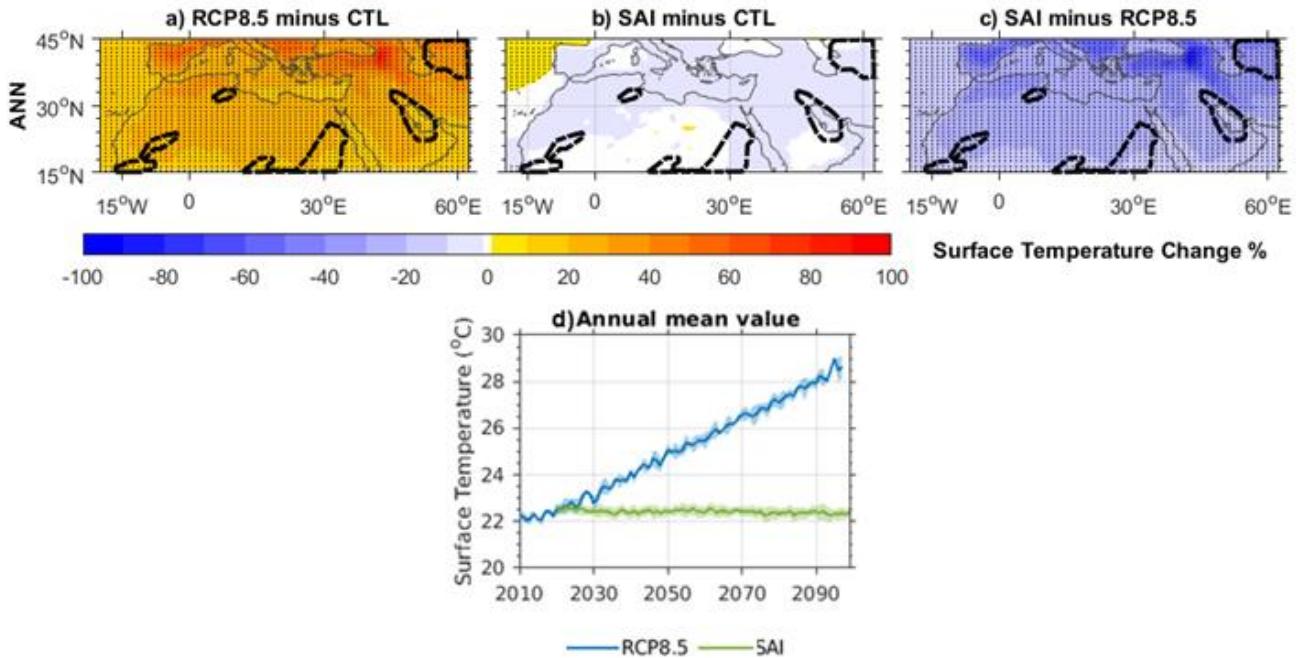 a) RCP8.5 minus CTL
b) SAI minus CTL
c) SAI minus RCP8.5
ANN
45°N
30°N
15°N
15°W 0 30°E 60°E
15°W 0 30°E 60°E
15°W 0 30°E 60°E
-100 -80 -60 -40 -20 0 20 40 60 80 100
Surface Temperature Change %
d)Annual mean value
Surface Temperature (°C)
30
28
26
24
22
20
2010 2030 2050 2070 2090
RCP8.5 SAI